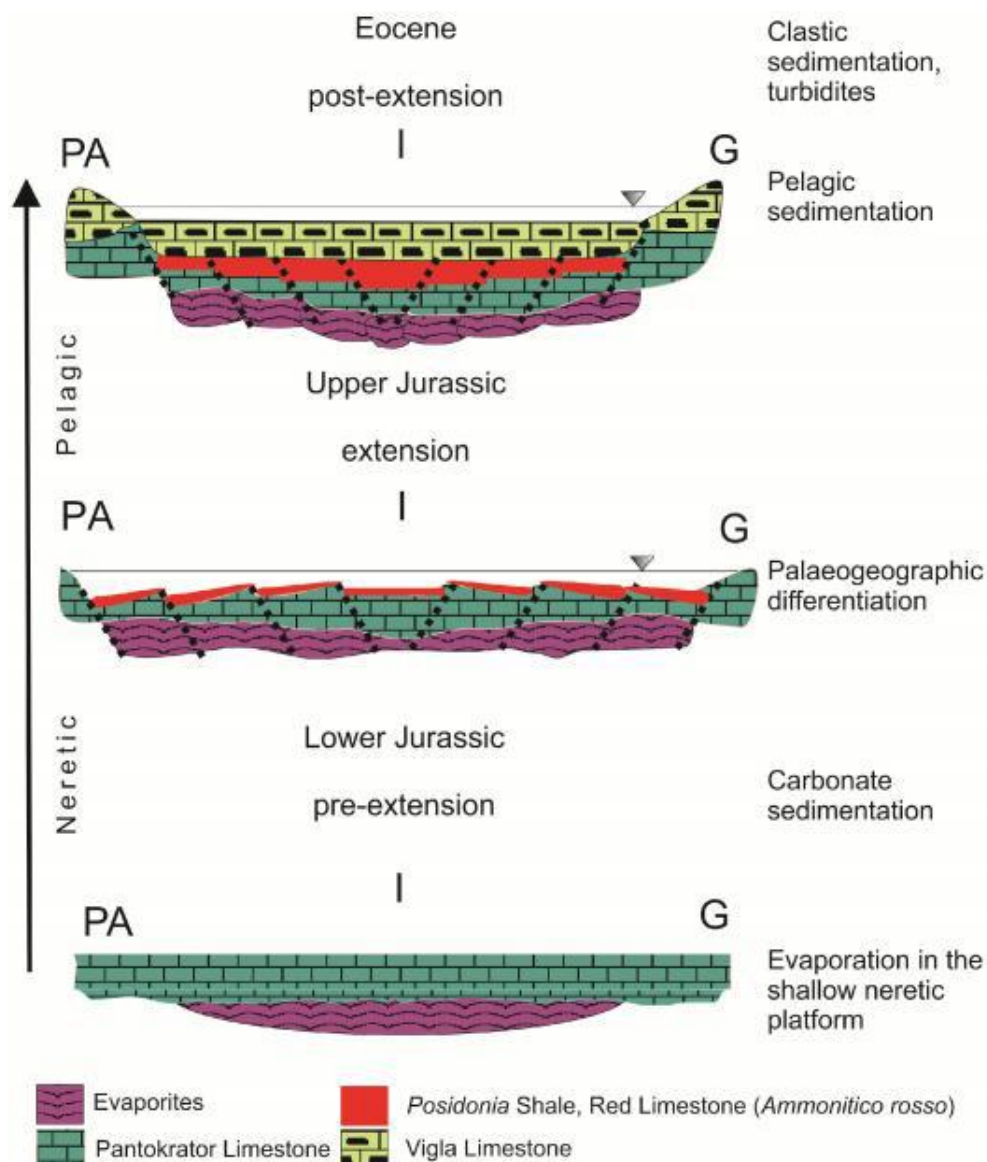 Eocene
post-extension
I
Clastic
sedimentation,
turbidites
PA
G
Pelagic
sedimentation
Pelagic
Upper Jurassic
extension
I
PA
G
Palaeogeographic
differentiation
Neretic
Lower Jurassic
pre-extension
I
Carbonate
sedimentation
PA
G
Evaporation in the
shallow neretic
platform
Evaporites
Posidonia Shale, Red Limestone (Ammonitico rosso)
Pantokrator Limestone
Vigla Limestone